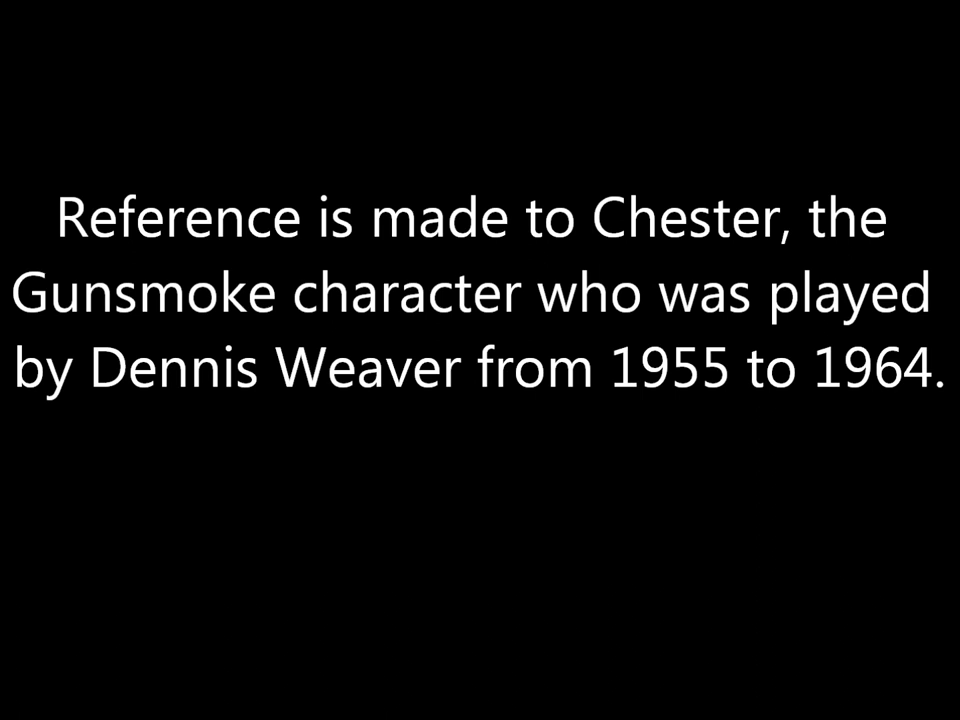 Reference is made to Chester, the
Gunsmoke character who was played
by Dennis Weaver from 1955 to 1964.